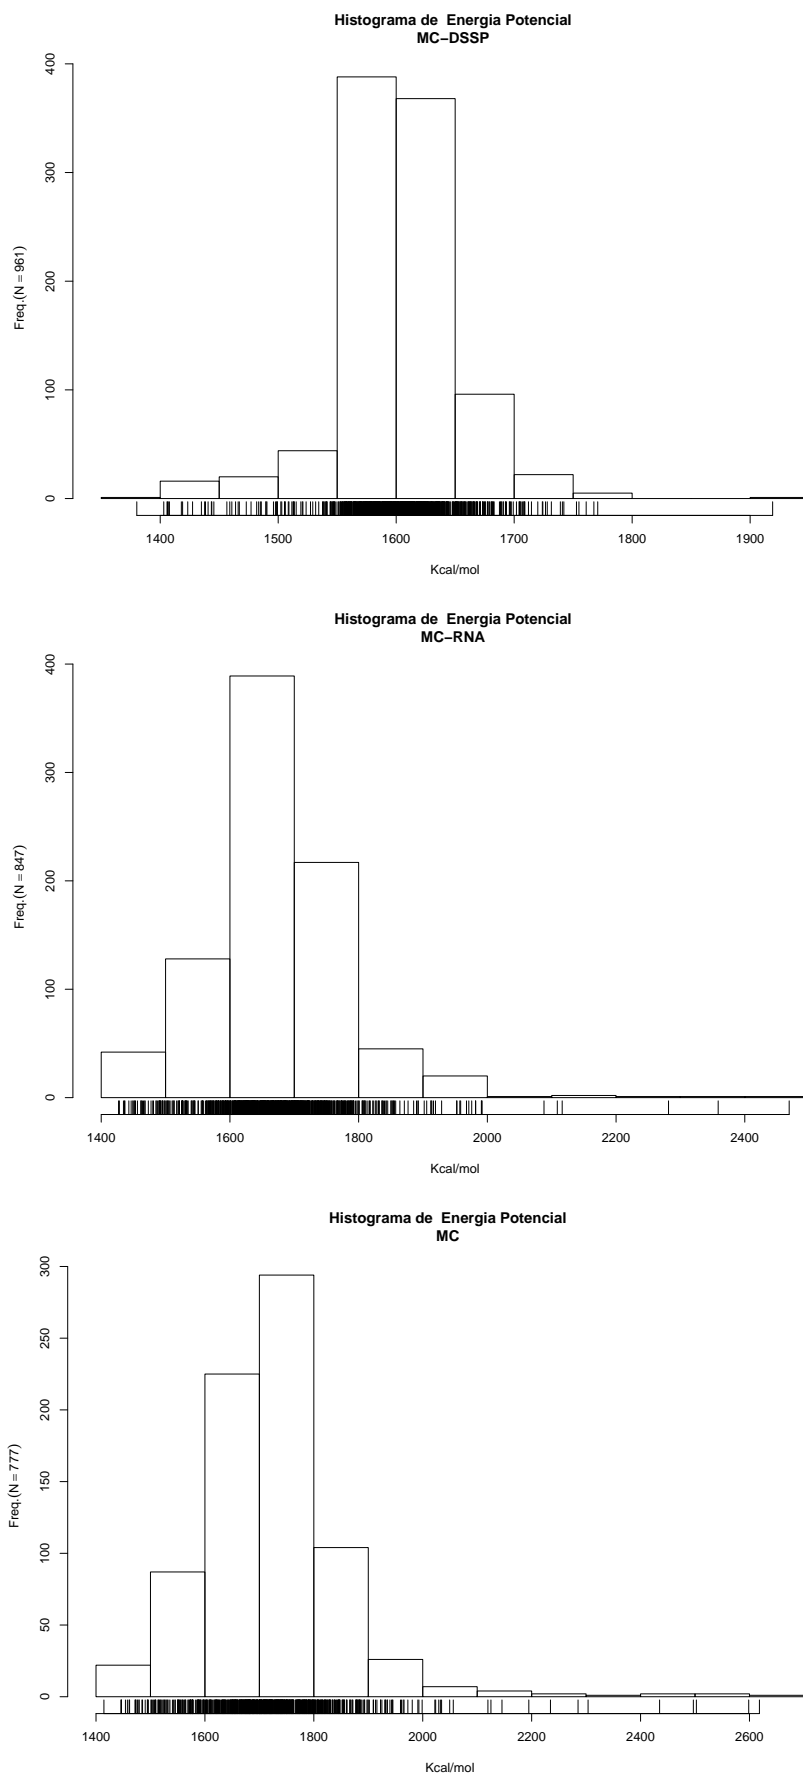 Histograma de Energia Potencial
MC−DSSP
400
300
200
100
0
Freq.(N = 961)
1400 1500 1600 1700 1800 1900
Kcal/mol
Histograma de Energia Potencial
MC−RNA
400
300
200
100
0
Freq.(N = 847)
1400 1600 1800 2000 2200 2400
Kcal/mol
Histograma de Energia Potencial
MC
300
250
200
150
100
50
0
Freq.(N = 777)
1400 1600 1800 2000 2200 2400 2600
Kcal/mol